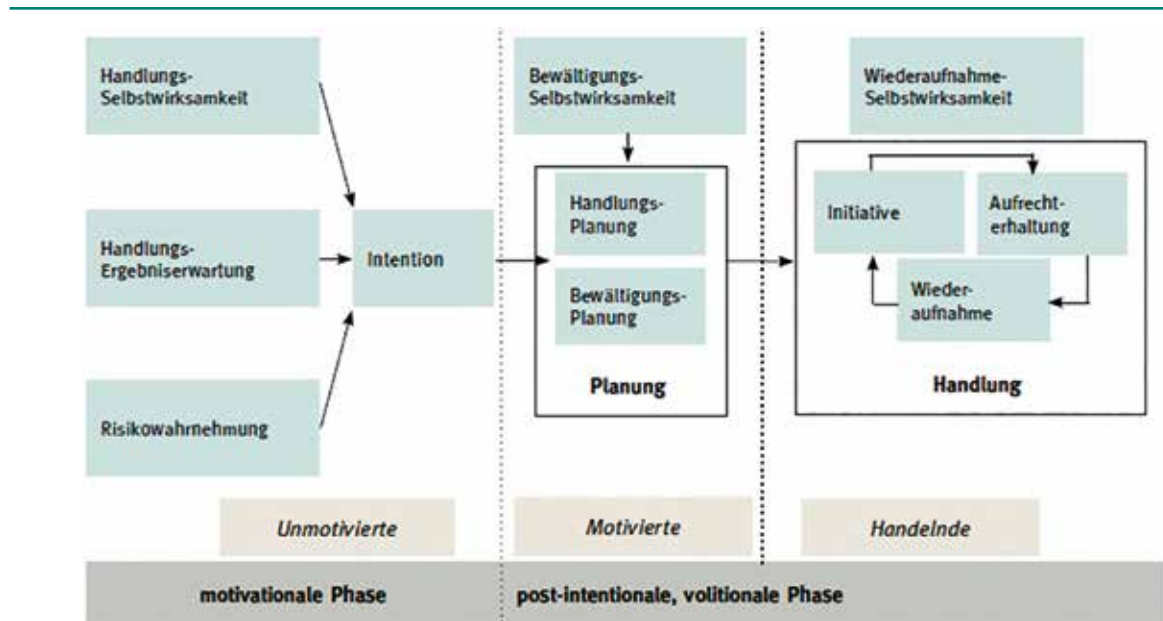 Handlungs-
Selbstwirksamkeit
Bewältigungs-
Selbstwirksamkeit
Wiederaufnahme-
Selbstwirksamkeit
Handlungs-
Ergebniserwartung
Intention
Handlungs-
Planung
Bewältigungs-
Planung
Planung
Initiative
Aufrecht-
erhaltung
Wieder-
aufnahme
Handlung
Risikowahrnehmung
Unmotivierte
Motivierte
Handelnde
motivationale Phase
post-intentionale, volitionale Phase